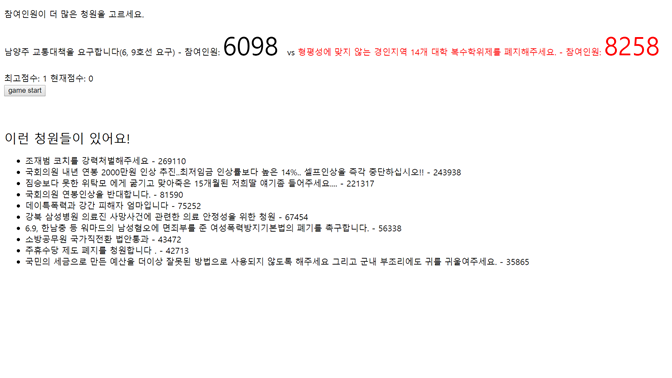 참여인원이 더 많은 청원을 고르세요.
남양주 교통대책을 요구합니다(6, 9호선 요구) - 참여인원: 6098 vs 형평성에 맞지 않는 경인지역 14개 대학 복수학위제를 폐지해주세요. - 참여인원: 8258
최고점수: 1 현재점수: 0
game start
이런 청원들이 있어요!
조재범 코치를 강력처벌해주세요 - 269110
국회의원 내년 연봉 2000만원 인상 추진..최저임금 인상률보다 높은 14%.. 셀프인상을 즉각 중단하십시오!! - 243938
짐승보다 못한 위탁모 에게 굶기고 맞아죽은 15개월된 저희딸 얘기좀 들어주세요.... - 221317
국회의원 연봉인상을 반대합니다. - 81590
데이트폭력과 강간 피해자 엄마입니다 - 75252
강북 삼성병원 의료진 사망사건에 관련한 의료 안정성을 위한 청원 - 67454
6.9, 한남충 등 워마드의 남성혐오에 면죄부를 준 여성폭력방지기본법의 폐기를 촉구합니다. - 56338
소방공무원 국가직전환 법안통과 - 43472
주휴수당 제도 폐지를 청원합니다 . - 42713
국민의 세금으로 만든 예산을 더이상 잘못된 방법으로 사용되지 않도록 해주세요 그리고 군내 부조리에도 귀를 귀울여주세요. - 35865